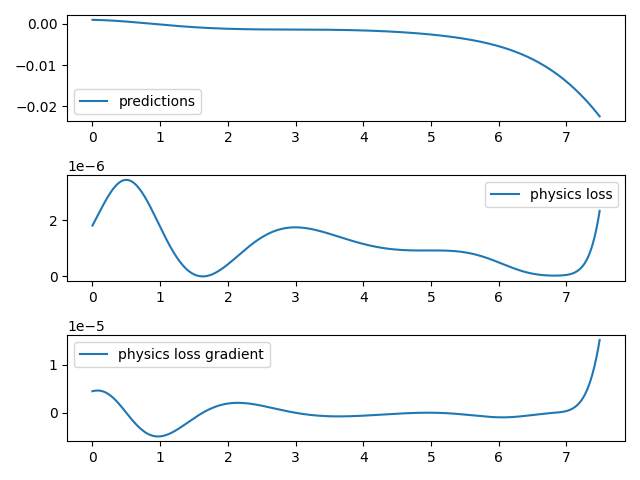 0.00
−0.01
−0.02
predictions
0 1 2 3 4 5 6 7
1e−6
2
0
physics loss
0 1 2 3 4 5 6 7
1e−5
1
0
physics loss gradient
0 1 2 3 4 5 6 7